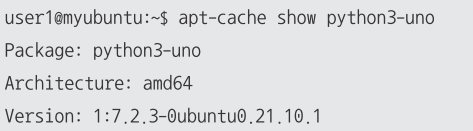 user1@myubuntu:~$ apt-cache show python3-uno
Package: python3-uno
Architecture: amd64
Version: 1:7.2.3-0ubuntu0.21.10.1